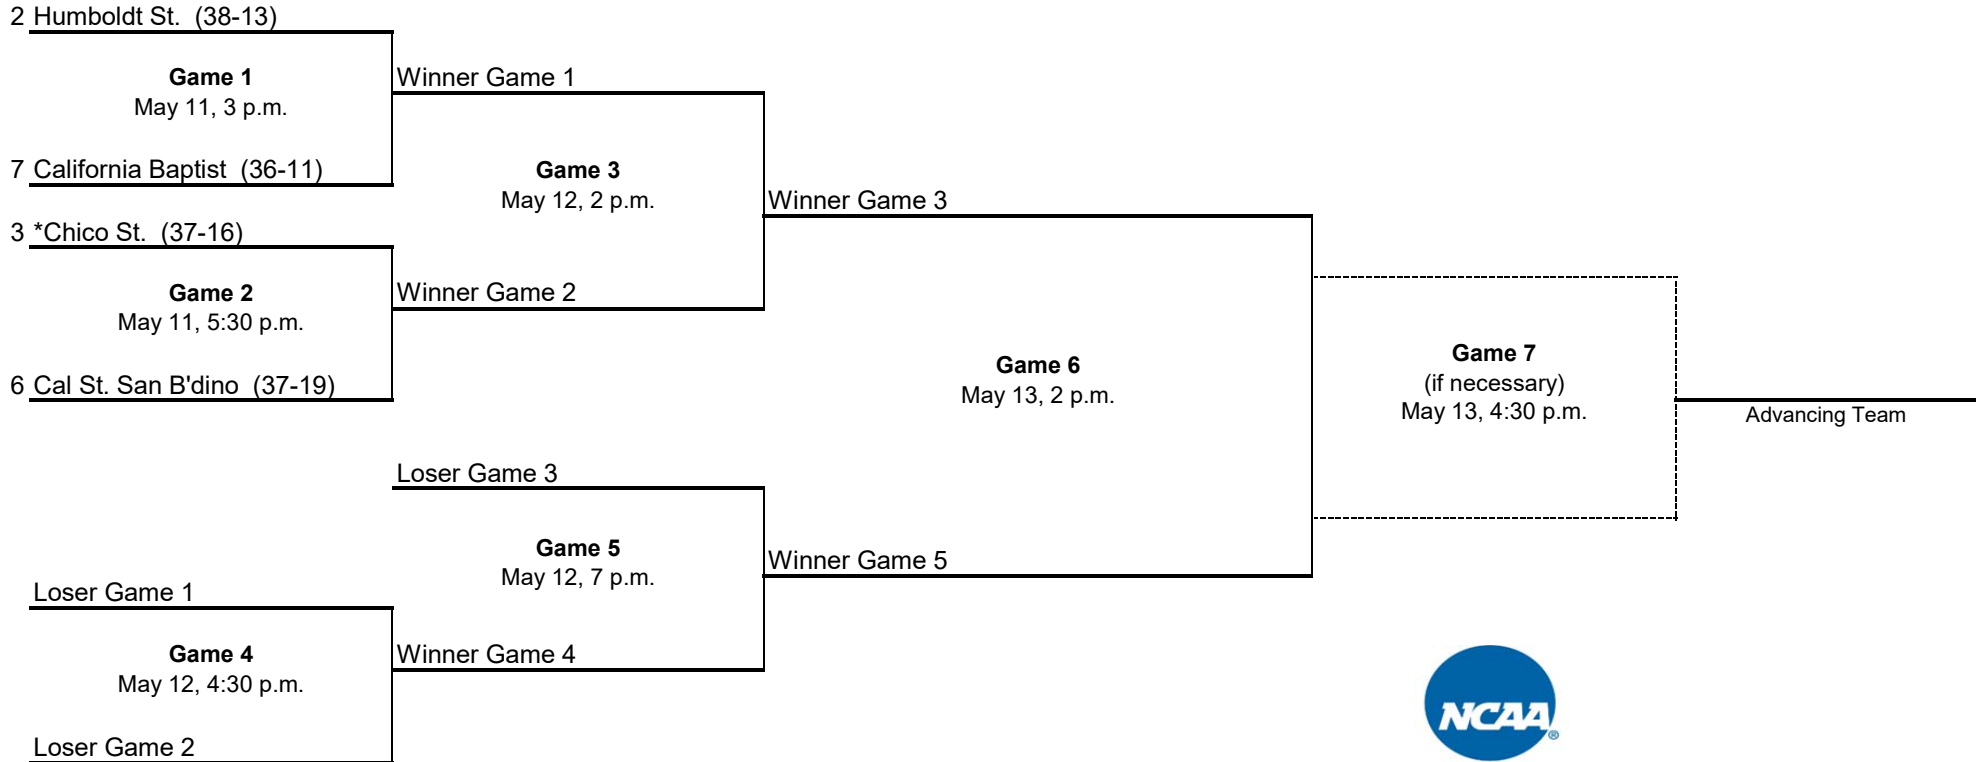 2 Humboldt St. (38-13)
Game 1
May 11, 3 p.m.
7 California Baptist (36-11)
3 *Chico St. (37-16)
Game 2
May 11, 5:30 p.m.
6 Cal St. San B'dino (37-19)
Winner Game 1
Game 3
May 12, 2 p.m.
Winner Game 2
Winner Game 3
Game 6
May 13, 2 p.m.
Game 7
(if necessary)
May 13, 4:30 p.m.
Advancing Team
Loser Game 3
Game 5
May 12, 7 p.m.
Winner Game 5
Loser Game 1
Game 4
May 12, 4:30 p.m.
Loser Game 2
Winner Game 4
NCAA®